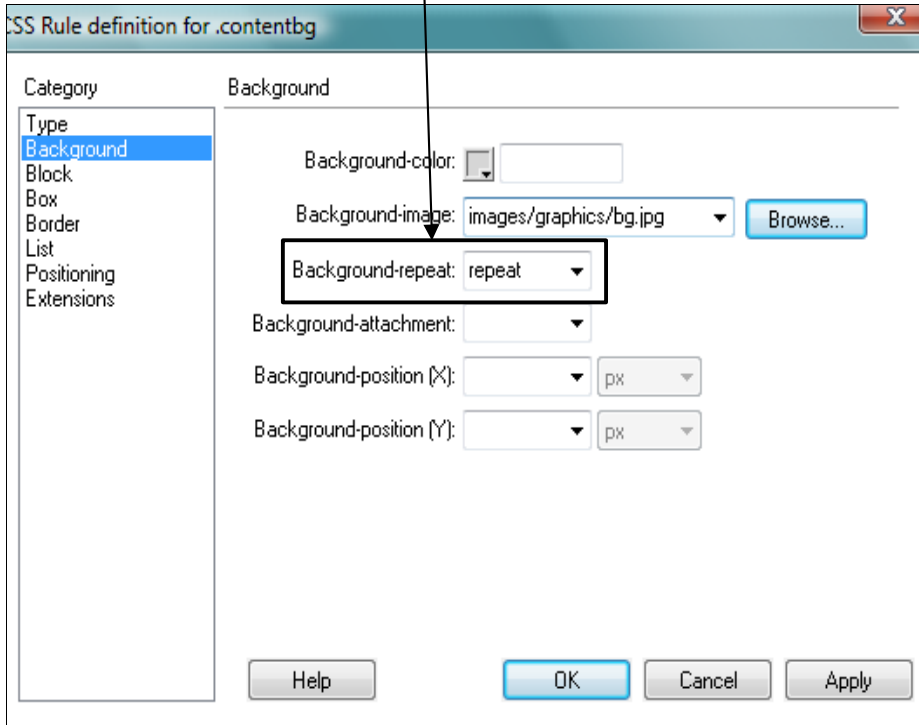 CSS Rule definition for .contentbg
Category
Type
Background
Block
Box
Border
List
Positioning
Extensions
Background
Background-color:
Background-image: images/graphics/bg.jpg Browse...
Background-repeat: repeat
Background-attachment:
Background-position (X): px
Background-position (Y): px
Help OK Cancel Apply